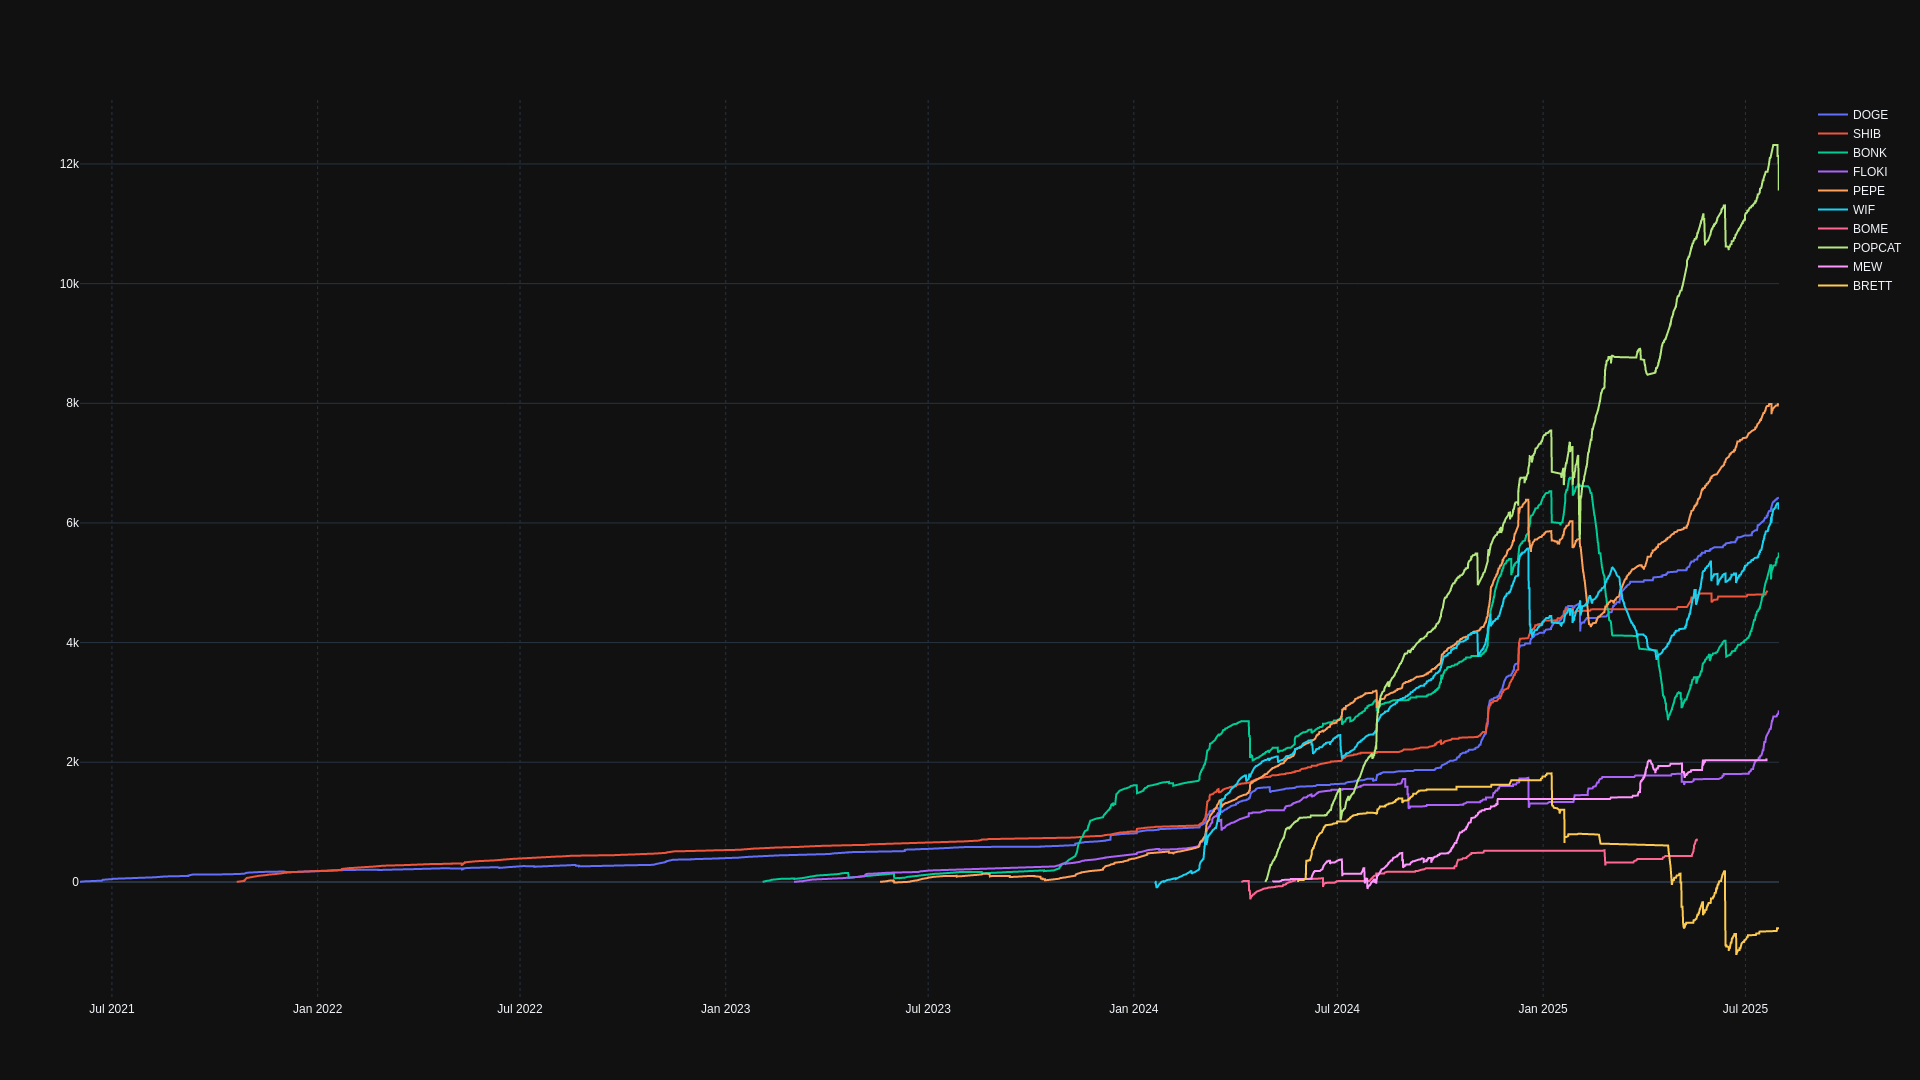 12k
10k
8k
6k
4k
2k
0
Jul 2021
Jan 2022
Jul 2022
Jan 2023
Jul 2023
Jan 2024
Jul 2024
Jan 2025
Jul 2025
DOGE
SHIB
BONK
FLOKI
PEPE
WIF
BOME
POPCAT
MEW
BRETT